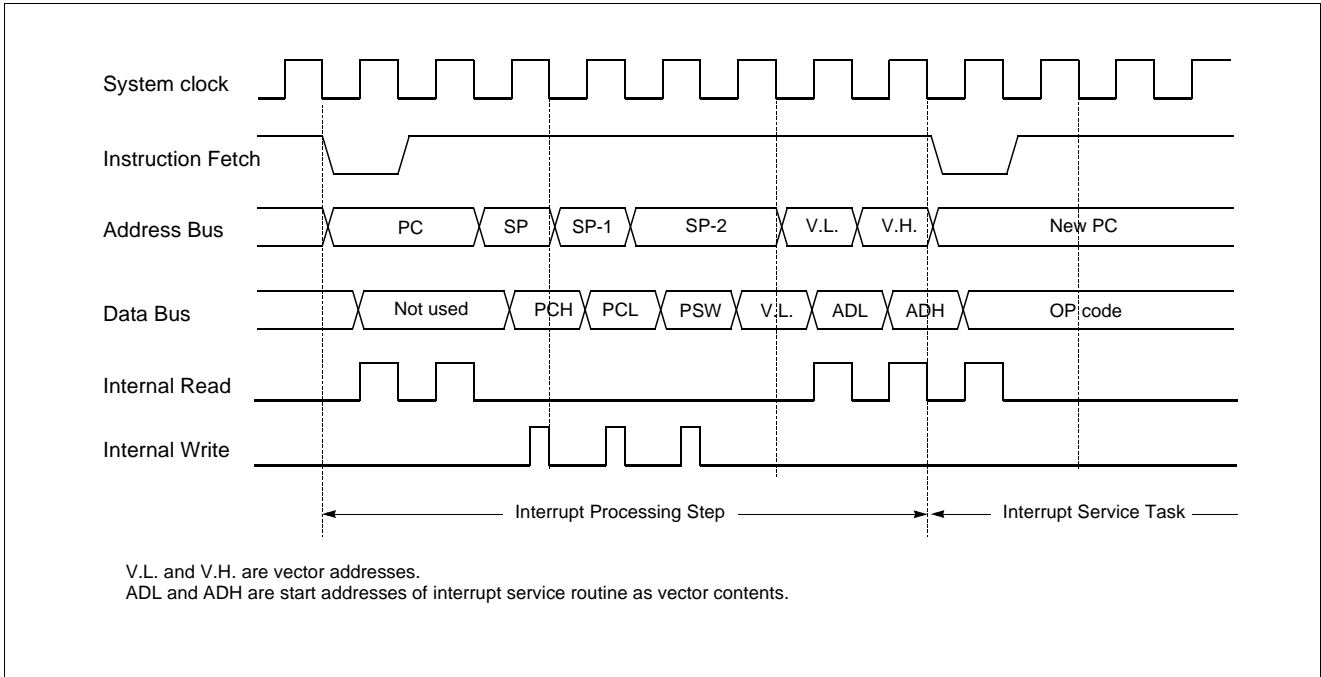 System clock
Instruction Fetch
Address Bus PC SP SP-1 SP-2 V.L. V.H. New PC
Data Bus Not used PCH PCL PSW V.L. ADL ADH OP code
Internal Read
Internal Write
Interrupt Processing Step Interrupt Service Task
V.L. and V.H. are vector addresses.
ADL and ADH are start addresses of interrupt service routine as vector contents.